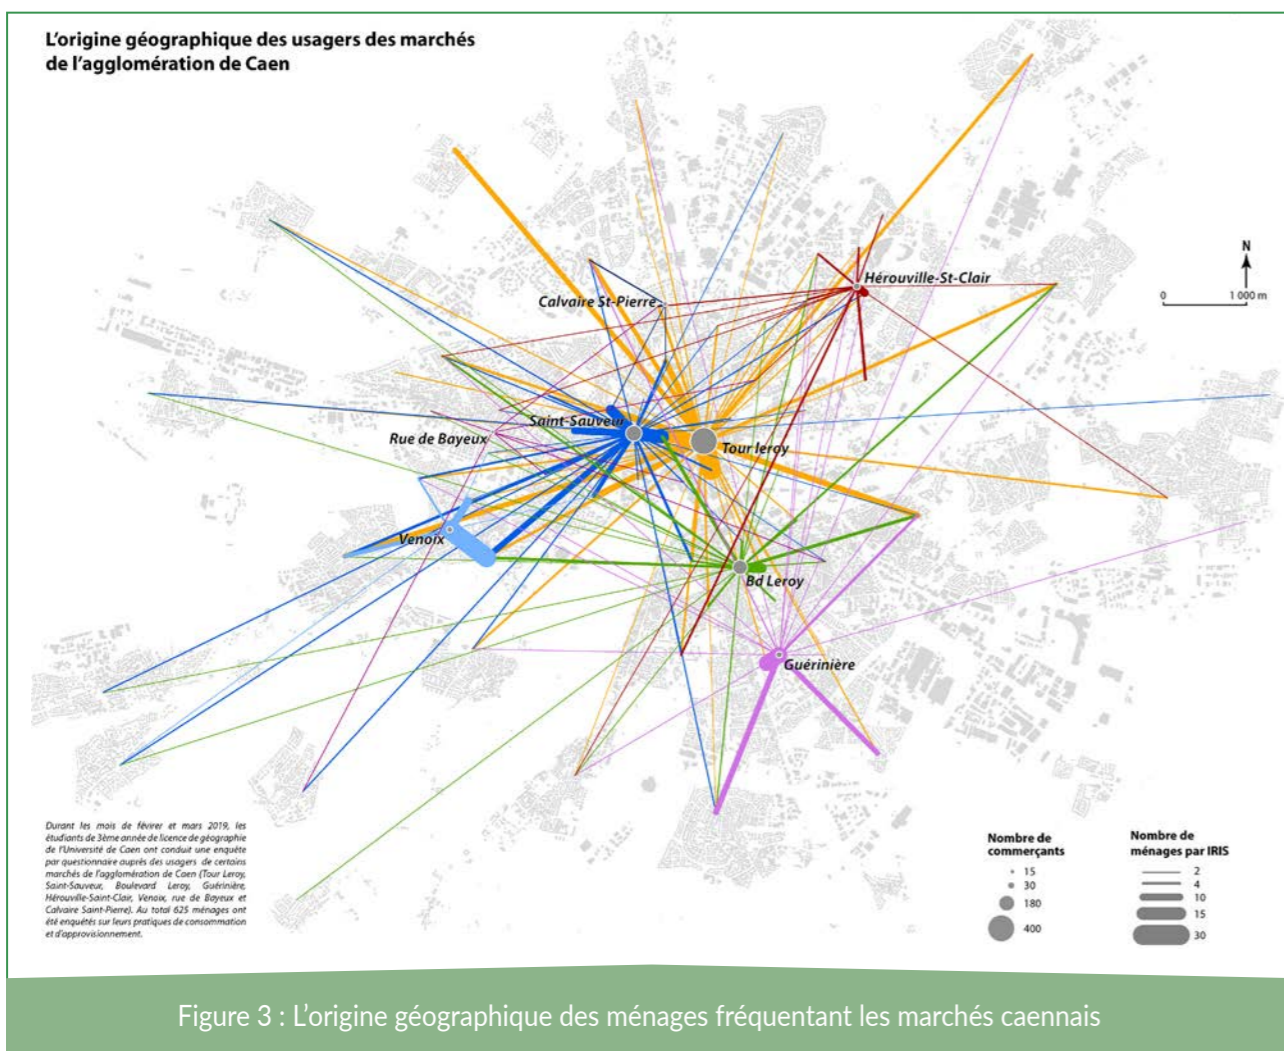 L'origine géographique des usagers des marchés
de l'agglomération de Caen
N
0 1 000 m
Hérouville-St-Clair
Calvaire St-Pierre
Saint-Sauveur
Rue de Bayeux
Tour leroy
Venoix
Bd Leroy
Guérinière
Durant les mois de févirer et mars 2019, les
étudiants de 3ème année de licence de géographie
de l'Université de Caen ont conduit une enquête
par questionnaire auprès des usagers de certains
marchés de l'agglomération de Caen (Tour Leroy,
Saint-Sauveur, Boulevard Leroy, Guérinière,
Hérouville-Saint-Clair, Venoix, rue de Bayeux et
Calvaire Saint-Pierre). Au total 625 ménages ont
été enquêtés sur leurs pratiques de consommation
et d'approvisionnement.
Nombre de
commerçants
15
30
180
400
Nombre de
ménages par IRIS
2
4
10
15
30
Figure 3 : L'origine géographique des ménages fréquentant les marchés caennais